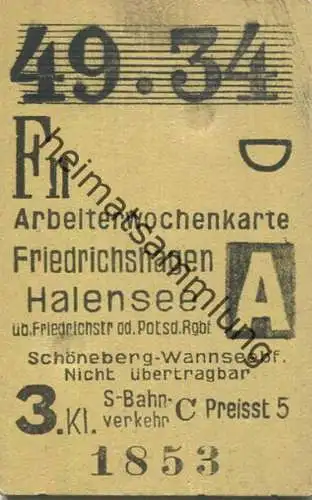 49.34
Fn D
Arbeiterwochenkarte
Friedrichshagen
Halensee A
üb. Friedrichstr od. Potsd. Rgbf
Schöneberg-Wannseebf.
Nicht übertragbar
3. Kl. S-Bahn-verkehr C Preisst 5
1853
heimatsammlung